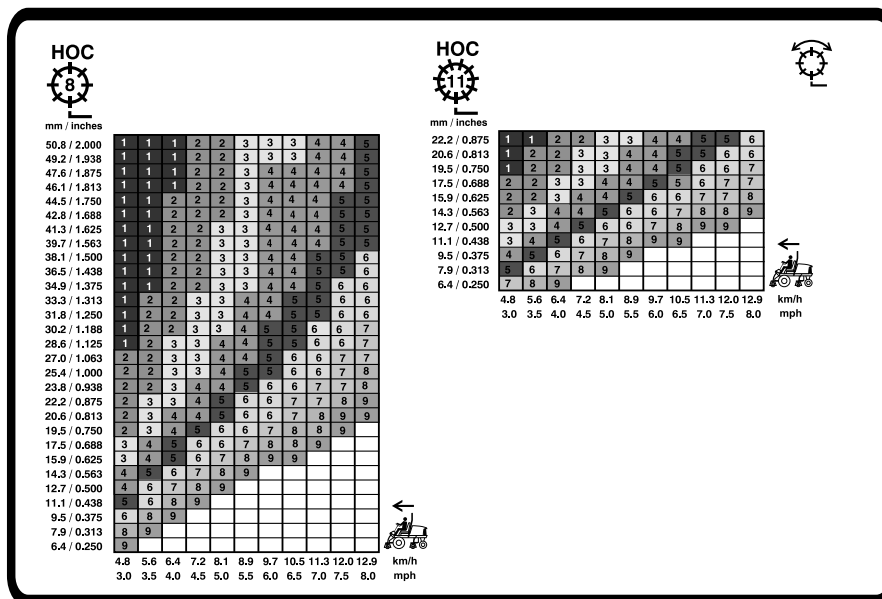 HOC
8
mm / inches
50.8 / 2.000 1 1 1 2 2 3 3 3 4 4 5
49.2 / 1.938 1 1 1 2 2 3 3 3 4 4 5
47.6 / 1.875 1 1 1 2 2 3 4 4 4 4 5
46.1 / 1.813 1 1 1 2 2 3 4 4 4 4 5
44.5 / 1.750 1 1 2 2 2 3 4 4 4 5 5
42.8 / 1.688 1 1 2 2 2 3 4 4 4 5 5
41.3 / 1.625 1 1 2 2 3 3 4 4 4 5 5
39.7 / 1.563 1 1 2 2 3 3 4 4 4 5 5
38.1 / 1.500 1 1 2 2 3 3 4 4 5 5 6
36.5 / 1.438 1 1 2 2 3 3 4 4 5 5 6
34.9 / 1.375 1 1 2 2 3 3 4 4 5 6 6
33.3 / 1.313 1 2 2 3 3 4 4 5 5 6 6
31.8 / 1.250 1 2 2 3 3 4 4 5 5 6 6
30.2 / 1.188 1 2 2 3 3 4 5 5 6 6 7
28.6 / 1.125 1 2 3 3 4 4 5 5 6 6 7
27.0 / 1.063 2 2 3 3 4 4 5 6 6 7 7
25.4 / 1.000 2 2 3 3 4 5 5 6 6 7 7
23.8 / 0.938 2 2 3 4 4 5 6 6 7 7 8
22.2 / 0.875 2 3 3 4 5 6 6 7 7 8 9
20.6 / 0.813 2 3 4 4 5 6 6 7 8 9 9
19.5 / 0.750 2 3 4 5 6 6 7 8 8 9
17.5 / 0.688 3 4 5 6 6 7 8 8 9
15.9 / 0.625 3 4 5 6 7 8 9 9
14.3 / 0.563 4 5 6 7 8 9
12.7 / 0.500 4 6 7 8 9
11.1 / 0.438 5 6 8 9
9.5 / 0.375 6 8 9
7.9 / 0.313 8 9
6.4 / 0.250 9
4.8 5.6 6.4 7.2 8.1 8.9 9.7 10.5 11.3 12.0 12.9 km/h
3.0 3.5 4.0 4.5 5.0 5.5 6.0 6.5 7.0 7.5 8.0 mph
HOC
11
mm / inches
22.2 / 0.875 1 1 2 2 3 3 4 4 5 5 6
20.6 / 0.813 1 2 2 3 3 4 4 5 5 6 6
19.5 / 0.750 1 2 2 3 3 4 4 5 6 6 7
17.5 / 0.688 2 2 3 3 4 4 5 5 6 7 7
15.9 / 0.625 2 2 3 4 4 5 6 6 7 7 8
14.3 / 0.563 2 3 4 4 5 6 6 7 8 8 9
12.7 / 0.500 3 3 4 5 6 6 7 8 9 9
11.1 / 0.438 3 4 5 6 7 8 9 9
9.5 / 0.375 4 5 6 7 8 9
7.9 / 0.313 5 6 7 8 9
6.4 / 0.250 7 8 9
4.8 5.6 6.4 7.2 8.1 8.9 9.7 10.5 11.3 12.0 12.9 km/h
3.0 3.5 4.0 4.5 5.0 5.5 6.0 6.5 7.0 7.5 8.0 mph